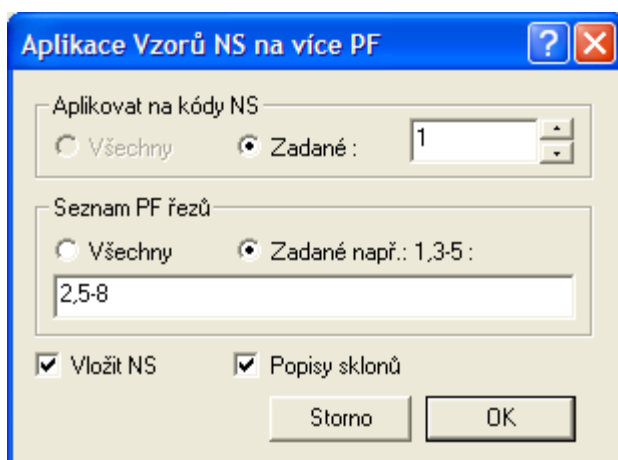 Aplikace Vzorů NS na více PF
Aplikovat na kódy NS
Všechny Zadané : 1
Seznam PF řezů
Všechny Zadané např.: 1,3-5 :
2,5-8
Vložit NS Popisy sklonů
Storno OK